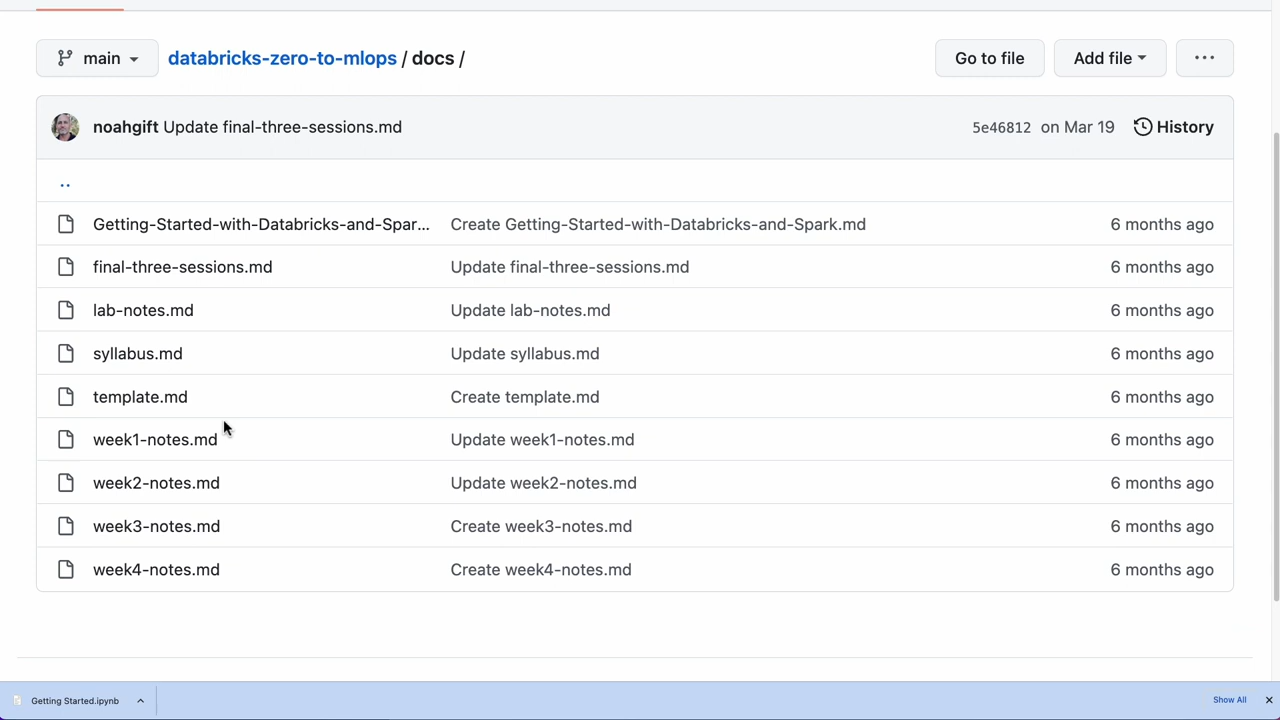 main
databricks-zero-to-mlops / docs /
Go to file
Add file
...
noahgift Update final-three-sessions.md
5e46812 on Mar 19
History
..
Getting-Started-with-Databricks-and-Spar... Create Getting-Started-with-Databricks-and-Spark.md 6 months ago
final-three-sessions.md Update final-three-sessions.md 6 months ago
lab-notes.md Update lab-notes.md 6 months ago
syllabus.md Update syllabus.md 6 months ago
template.md Create template.md 6 months ago
week1-notes.md Update week1-notes.md 6 months ago
week2-notes.md Update week2-notes.md 6 months ago
week3-notes.md Create week3-notes.md 6 months ago
week4-notes.md Create week4-notes.md 6 months ago
Getting Started.ipynb
Show All